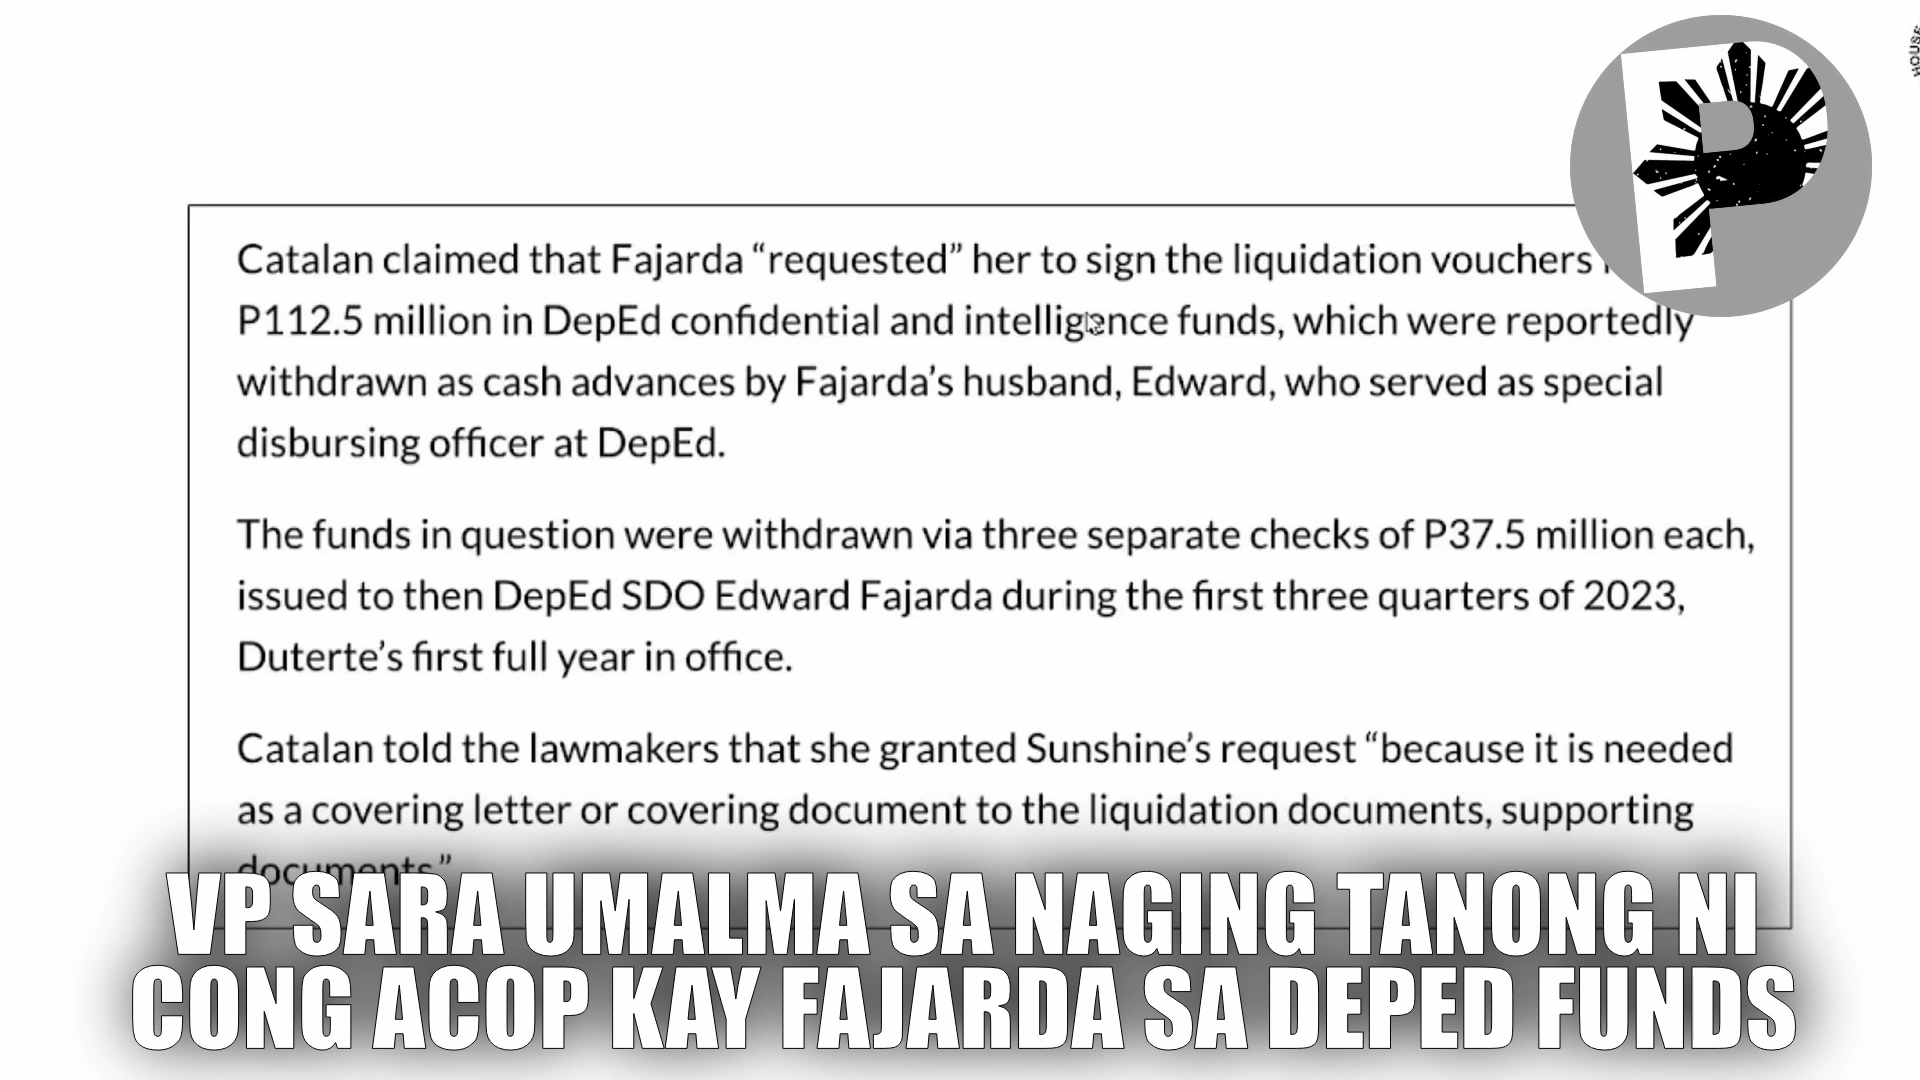 HOUSE
Catalan claimed that Fajarda “requested” her to sign the liquidation vouchers
P112.5 million in DepEd confidential and intelligence funds, which were reportedly
withdrawn as cash advances by Fajarda’s husband, Edward, who served as special
disbursing officer at DepEd.
The funds in question were withdrawn via three separate checks of P37.5 million each,
issued to then DepEd SDO Edward Fajarda during the first three quarters of 2023,
Duterte’s first full year in office.
Catalan told the lawmakers that she granted Sunshine’s request “because it is needed
as a covering letter or covering document to the liquidation documents, supporting
documents”
VP SARA UMALMA SA NAGING TANONG NI
CONG ACOP KAY FAJARDA SA DEPED FUNDS